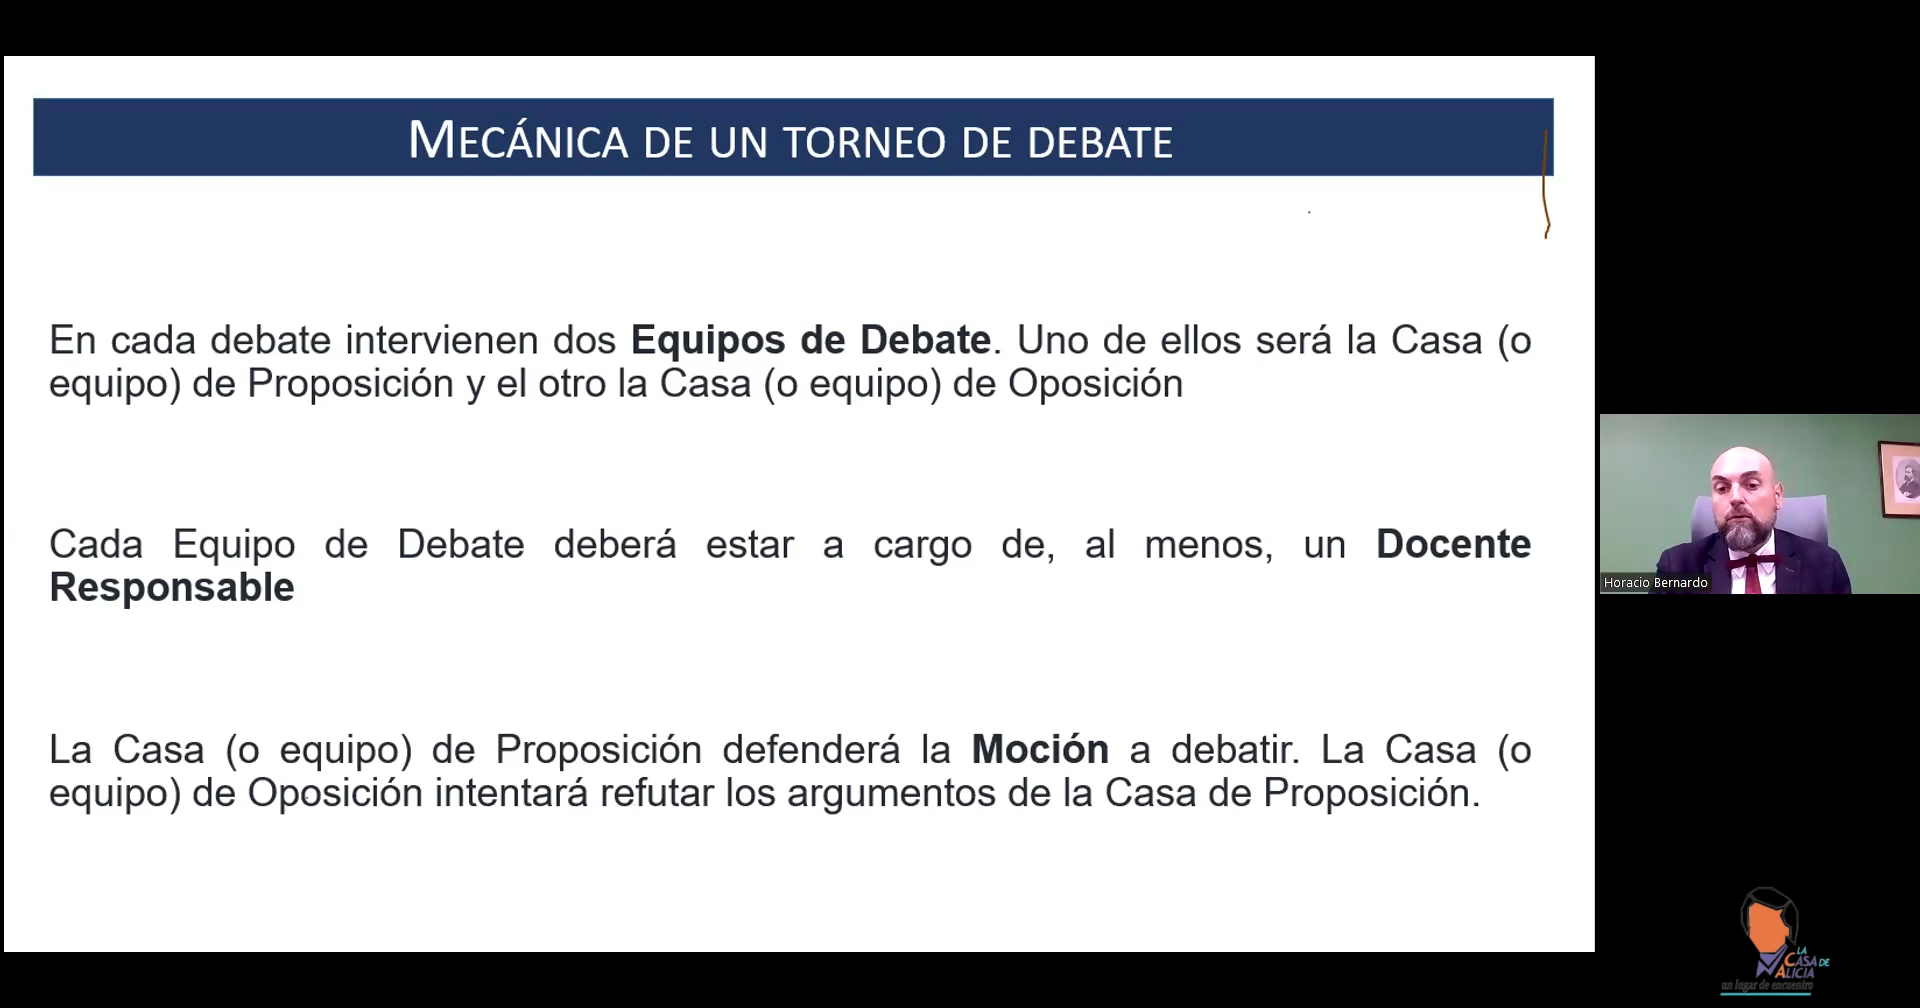 MECÁNICA DE UN TORNEO DE DEBATE
En cada debate intervienen dos Equipos de Debate. Uno de ellos será la Casa (o
equipo) de Proposición y el otro la Casa (o equipo) de Oposición
Cada Equipo de Debate deberá estar a cargo de, al menos, un Docente
Responsable
La Casa (o equipo) de Proposición defenderá la Moción a debatir. La Casa (o
equipo) de Oposición intentará refutar los argumentos de la Casa de Proposición.
Horacio Bernardo
LA
CASA DE
ALICIA
un lugar de encuentro